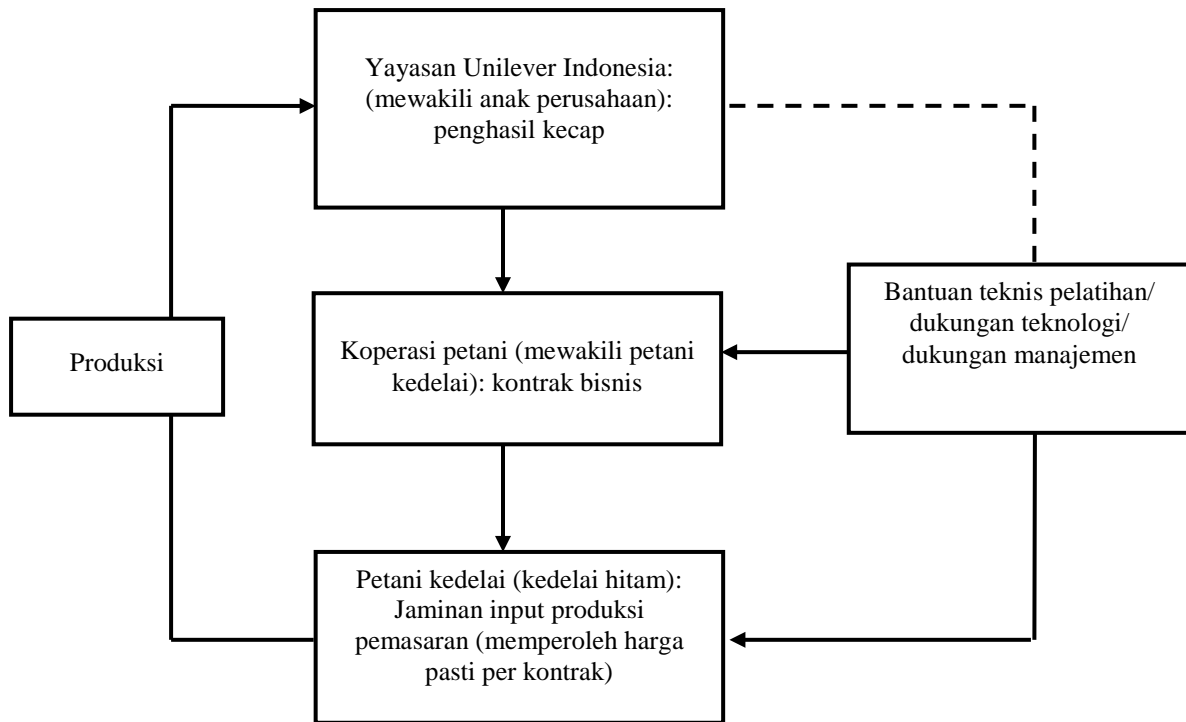 Yayasan Unilever Indonesia:
(mewakili anak perusahaan):
penghasil kecap
Bantuan teknis pelatihan/
dukungan teknologi/
dukungan manajemen
Produksi
Koperasi petani (mewakili petani
kedelai): kontrak bisnis
Petani kedelai (kedelai hitam):
Jaminan input produksi
pemasaran (memperoleh harga
pasti per kontrak)